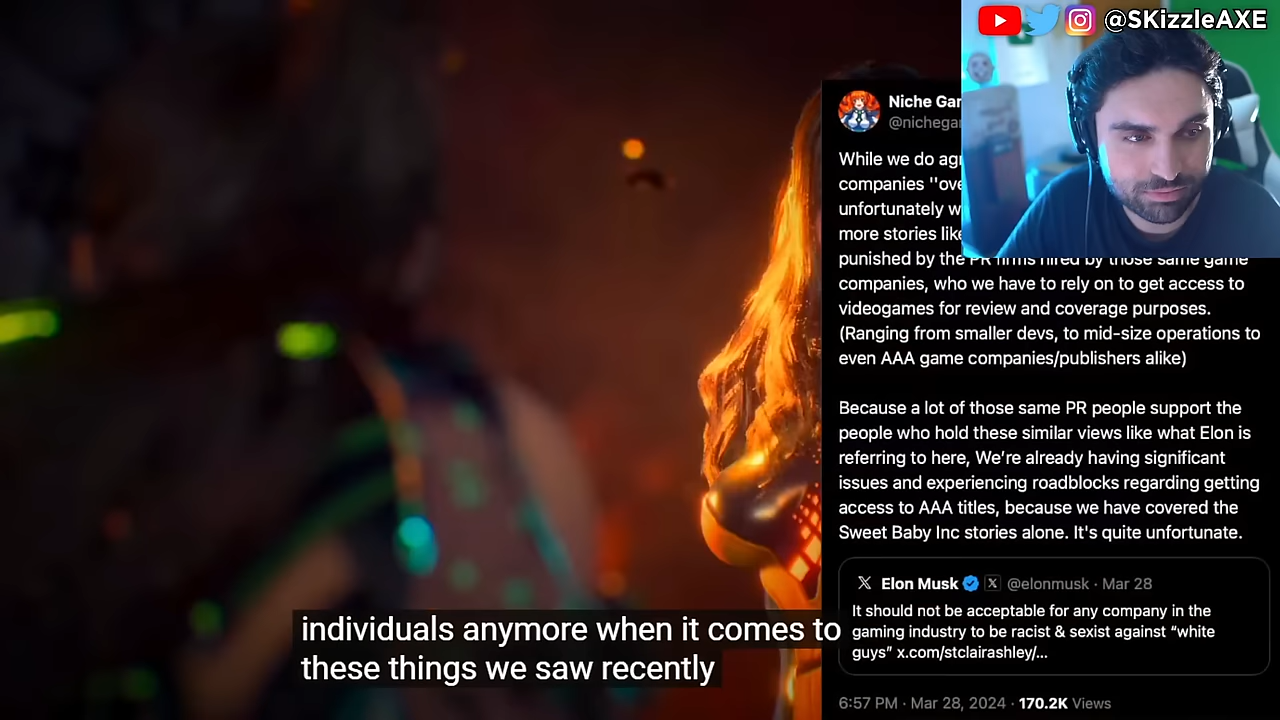 @SKizzleAXE
Niche Gar
@nichegar
While we do agr
companies "ove
unfortunately w
more stories like
punished by the PR firms hired by those same game
companies, who we have to rely on to get access to
videogames for review and coverage purposes.
(Ranging from smaller devs, to mid-size operations to
even AAA game companies/publishers alike)
Because a lot of those same PR people support the
people who hold these similar views like what Elon is
referring to here, We're already having significant
issues and experiencing roadblocks regarding getting
access to AAA titles, because we have covered the
Sweet Baby Inc stories alone. It's quite unfortunate.
Elon Musk @elonmusk · Mar 28
It should not be acceptable for any company in the
gaming industry to be racist & sexist against "white
guys" x.com/stclairashley/...
6:57 PM · Mar 28, 2024 · 170.2K Views
individuals anymore when it comes to
these things we saw recently